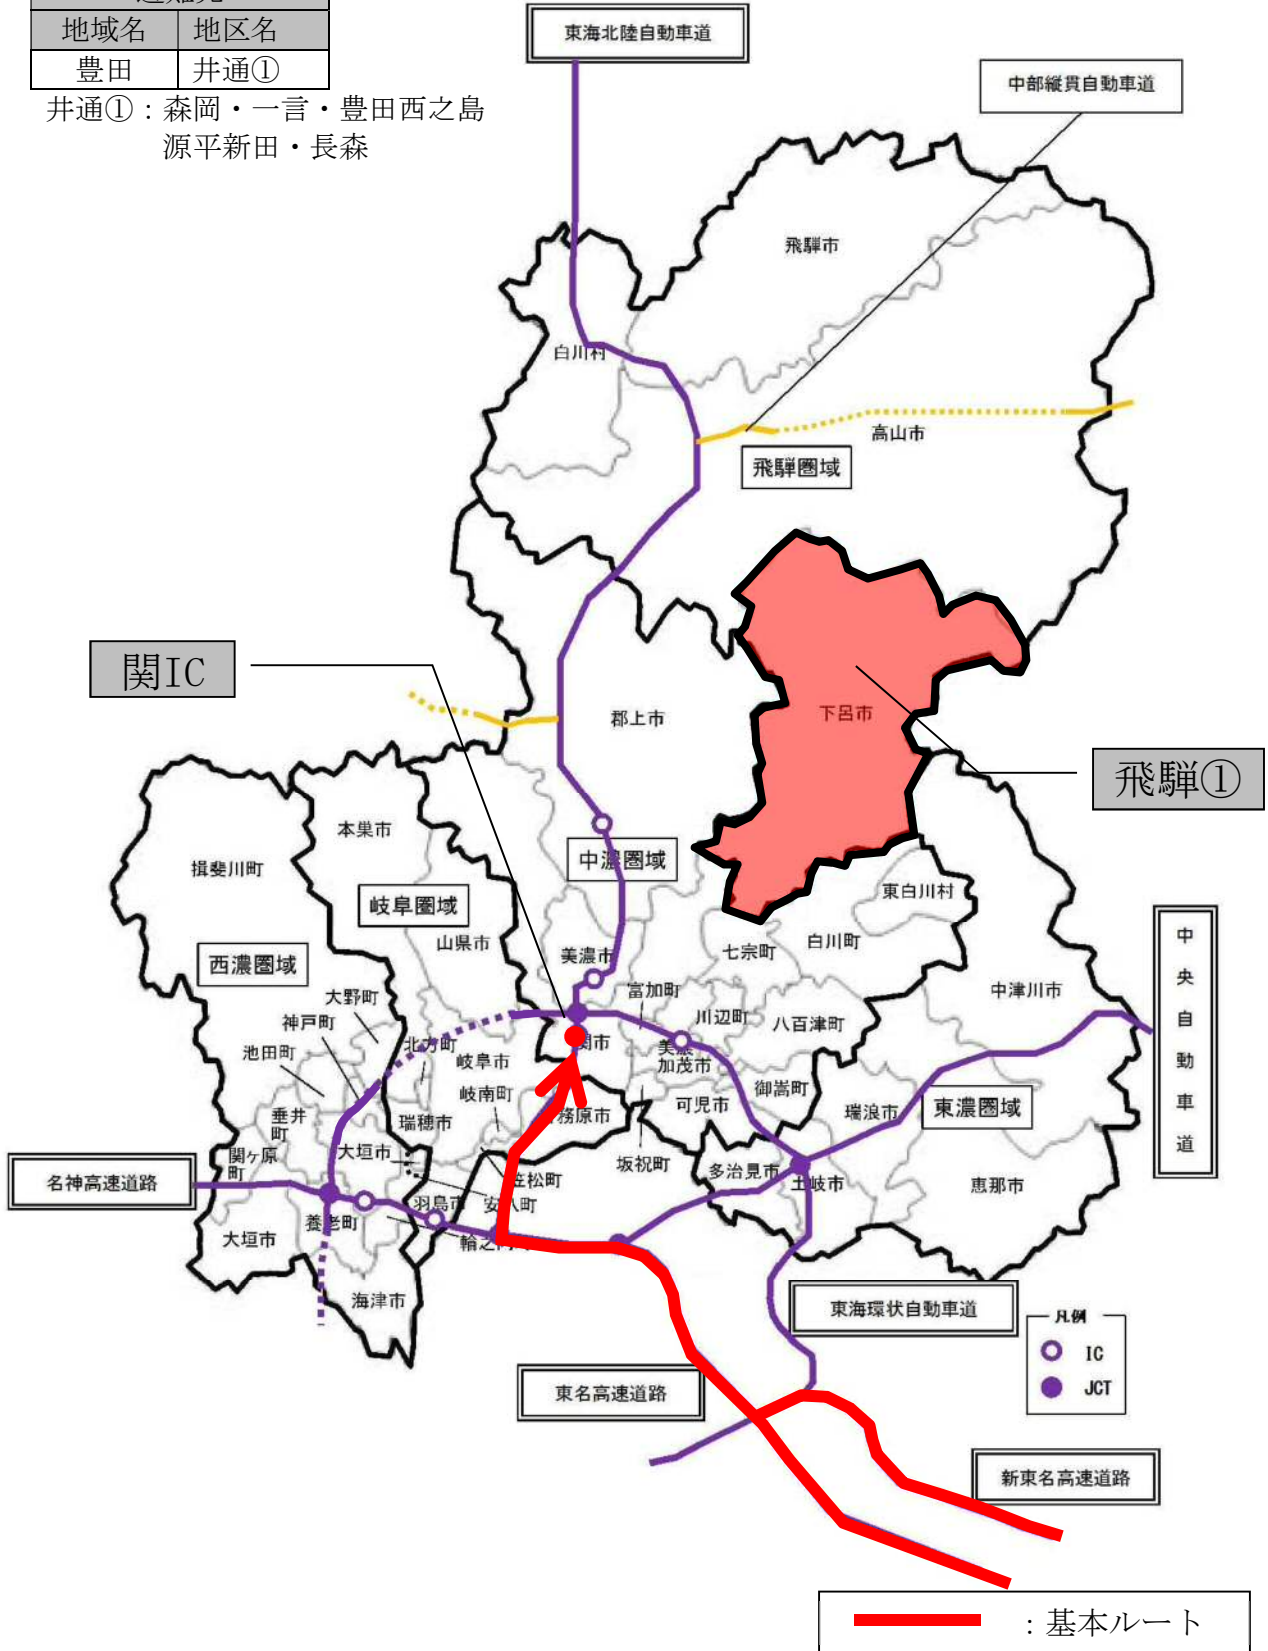 地域名 地区名
豊田 井通①
井通①：森岡・一言・豊田西之島
源平新田・長森
東海北陸自動車道
中部縦貫自動車道
飛騨市
白川村
高山市
飛騨圏域
関IC
郡上市
下呂市
飛騨①
本巣市
中濃圏域
揖斐川町
岐阜圏域
東白川村
山県市
白川町
七宗町
美濃市
西濃圏域
富加町
大野町
中津川市
神戸町
川辺町
八百津町
北方町
池田町
関市
岐阜市
美濃
加茂市
御嵩町
岐南町
可児市
東濃圏域
瑞浪市
務原市
瑞穂市
垂井
町
大垣市
関ヶ原
町
坂祝町
多治見市
土岐市
恵那市
笠松町
安八町
羽島市
名神高速道路
養老町
大垣市
海津市
中央自動車道
東海環状自動車道
凡例
IC
JCT
東名高速道路
新東名高速道路
：基本ルート